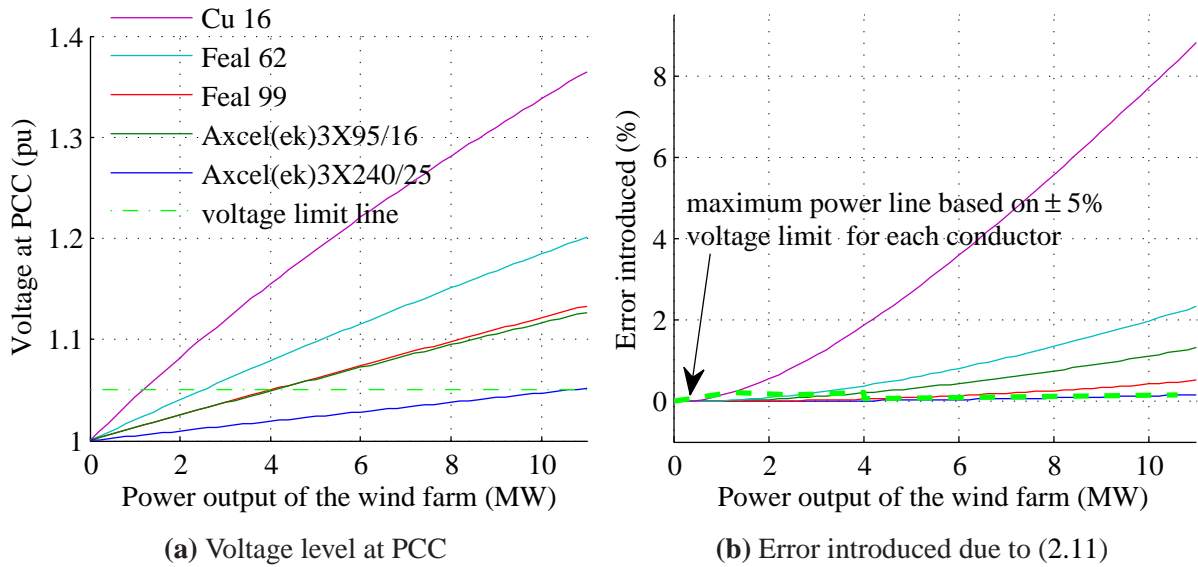 Cu 16
Feal 62
Feal 99
Axcel(ek)3X95/16
Axcel(ek)3X240/25
voltage limit line
1.4
1.3
1.2
1.1
1
Voltage at PCC (pu)
0 2 4 6 8 10
Power output of the wind farm (MW)
(a) Voltage level at PCC
8
6
4
2
0
Error introduced (%)
maximum power line based on ± 5%
voltage limit for each conductor
0 2 4 6 8 10
Power output of the wind farm (MW)
(b) Error introduced due to (2.11)